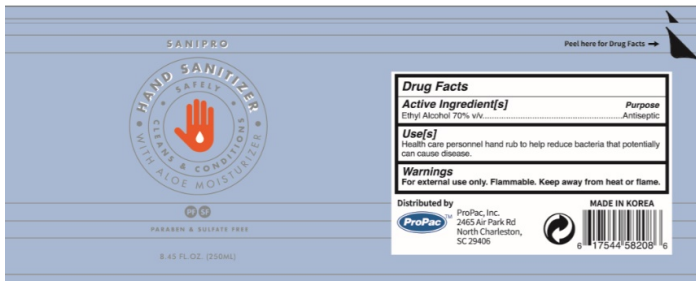 SANIPRO
HAND SANITIZER
SAFELY
CLEANS & CONDITIONS
WITH ALOE MOISTURIZER
PF SF
PARABEN & SULFATE FREE
8.45 FL.OZ. (250ML)
Peel here for Drug Facts →
Drug Facts
Active Ingredient[s] Purpose
Ethyl Alcohol 70% v/v..........................................Antiseptic
Use[s]
Health care personnel hand rub to help reduce bacteria that potentially
can cause disease.
Warnings
For external use only. Flammable. Keep away from heat or flame.
Distributed by
ProPac™
ProPac, Inc.
2465 Air Park Rd
North Charleston,
SC 29406
MADE IN KOREA
6 17544 58208 6